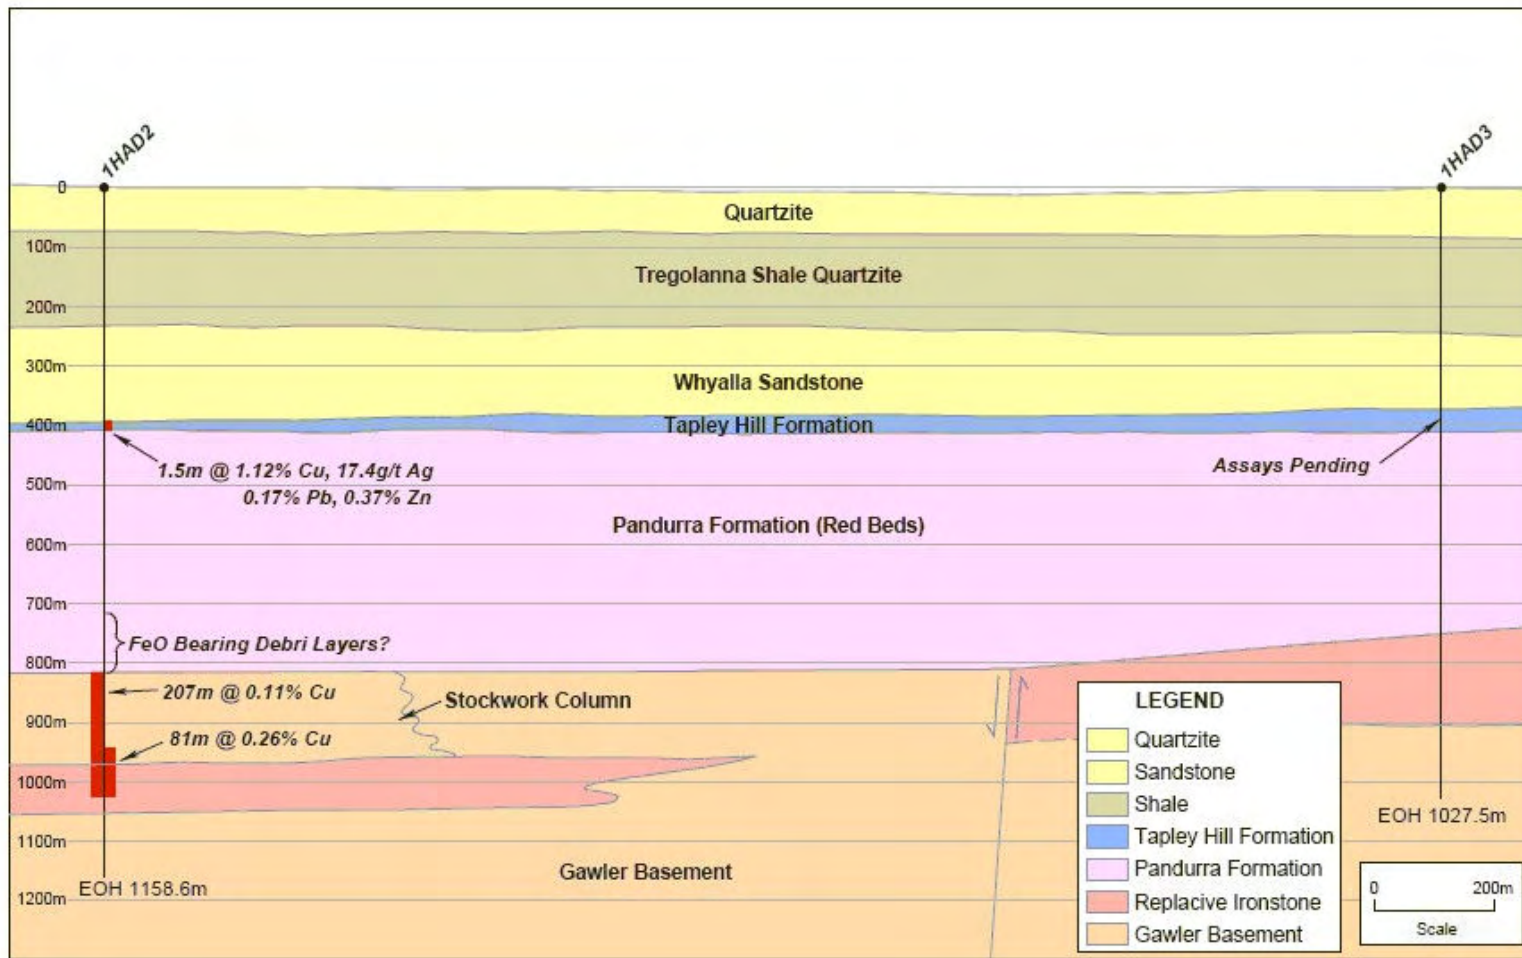 1HAD2
1HAD3
0
Quartzite
100m
Tregolanna Shale Quartzite
200m
300m
Whyalla Sandstone
400m
Tapley Hill Formation
1.5m @ 1.12% Cu, 17.4g/t Ag
0.17% Pb, 0.37% Zn
Assays Pending
500m
Pandurra Formation (Red Beds)
600m
700m
FeO Bearing Debri Layers?
800m
207m @ 0.11% Cu
Stockwork Column
900m
81m @ 0.26% Cu
1000m
1100m
Gawler Basement
EOH 1158.6m
1200m
LEGEND
Quartzite
Sandstone
Shale
Tapley Hill Formation
Pandurra Formation
Replacive Ironstone
Gawler Basement
EOH 1027.5m
0 200m
Scale